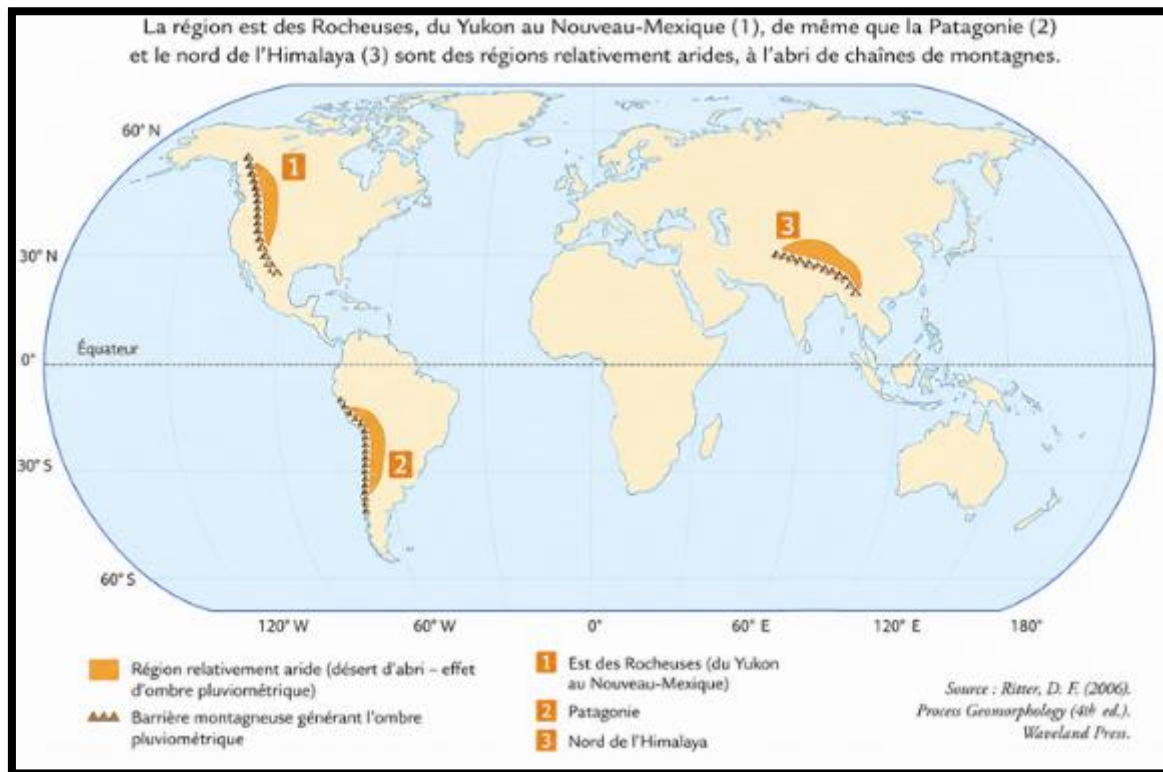 La région est des Rocheuses, du Yukon au Nouveau-Mexique (1), de même que la Patagonie (2)
et le nord de l'Himalaya (3) sont des régions relativement arides, à l'abri de chaînes de montagnes.
60° N
1
3
30° N
Équateur
0°
2
30° S
60° S
120° W
60° W
0°
60° E
120° E
180°
Région relativement aride (désert d'abri – effet
d'ombre pluviométrique)
Barrière montagneuse générant l'ombre
pluviométrique
1 Est des Rocheuses (du Yukon
au Nouveau-Mexique)
2 Patagonie
3 Nord de l'Himalaya
Source : Ritter, D. F. (2006).
Process Geomorphology (4th ed.).
Waveland Press.